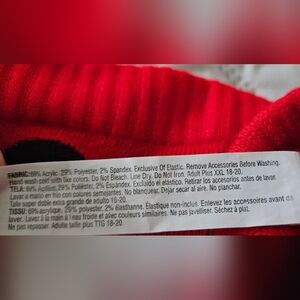 FABRIC: 69% Acrylic, 29% Polyester, 2% Spandex. Exclusive Of Elastic. Remove Accessories Before Washing.
Hand wash cold with like colors. Do Not Bleach. Line Dry. Do Not Iron. Adult Plus XXL 18-20.
TELA: 69% Acrílico, 29% Poliéster, 2% Espandex. Excluido el elástico. Retirar los accesorios antes de lavar.
Lavar a mano en frío con colores similares. No blanquear. Dejar secar al aire. No planchar.
Talla super doble extra grande de adulto 18-20.
TISSU: 69% acrylique, 29% polyester, 2% élasthanne. Élastique non-inclus. Enlevez les accessoires avant
Laver à la main à l'eau froide et avec couleurs similaires. Ne pas javelliser. Séchez à plat.
Ne pas repasser. Adulte taille plus TTG 18-20.